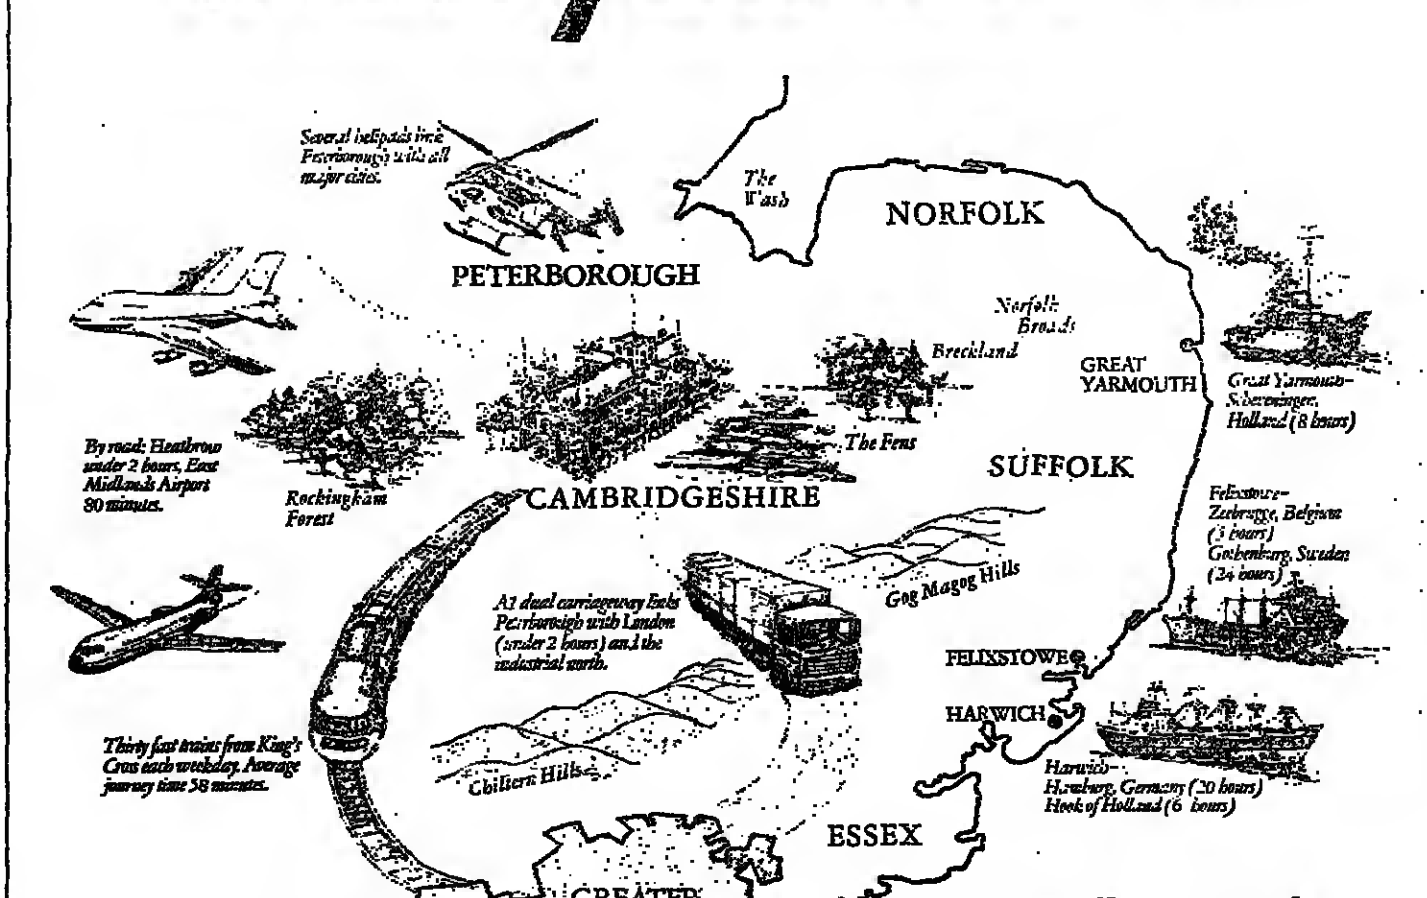 Several helipads link
Peterborough with all
major cities.
The
Wash
NORFOLK
PETERBOROUGH
Norfolk
Broads
Breckland
GREAT
YARMOUTH
Great Yarmouth–
Scheveningen,
Holland (8 hours)
By road: Heathrow
under 2 hours, East
Midlands Airport
80 minutes.
The Fens
SUFFOLK
Rockingham
Forest
CAMBRIDGESHIRE
Felixstowe–
Zeebrugge, Belgium
(5 hours)
Gothenburg, Sweden
(24 hours)
Gog Magog Hills
A1 dual carriageway links
Peterborough with London
(under 2 hours) and the
industrial north.
FELIXSTOWE
HARWICH
Thirty fast trains from King's
Cross each weekday. Average
journey time 58 minutes.
Chiltern Hills
Harwich–
Hamburg, Germany (20 hours)
Hook of Holland (6 hours)
ESSEX
GREATER